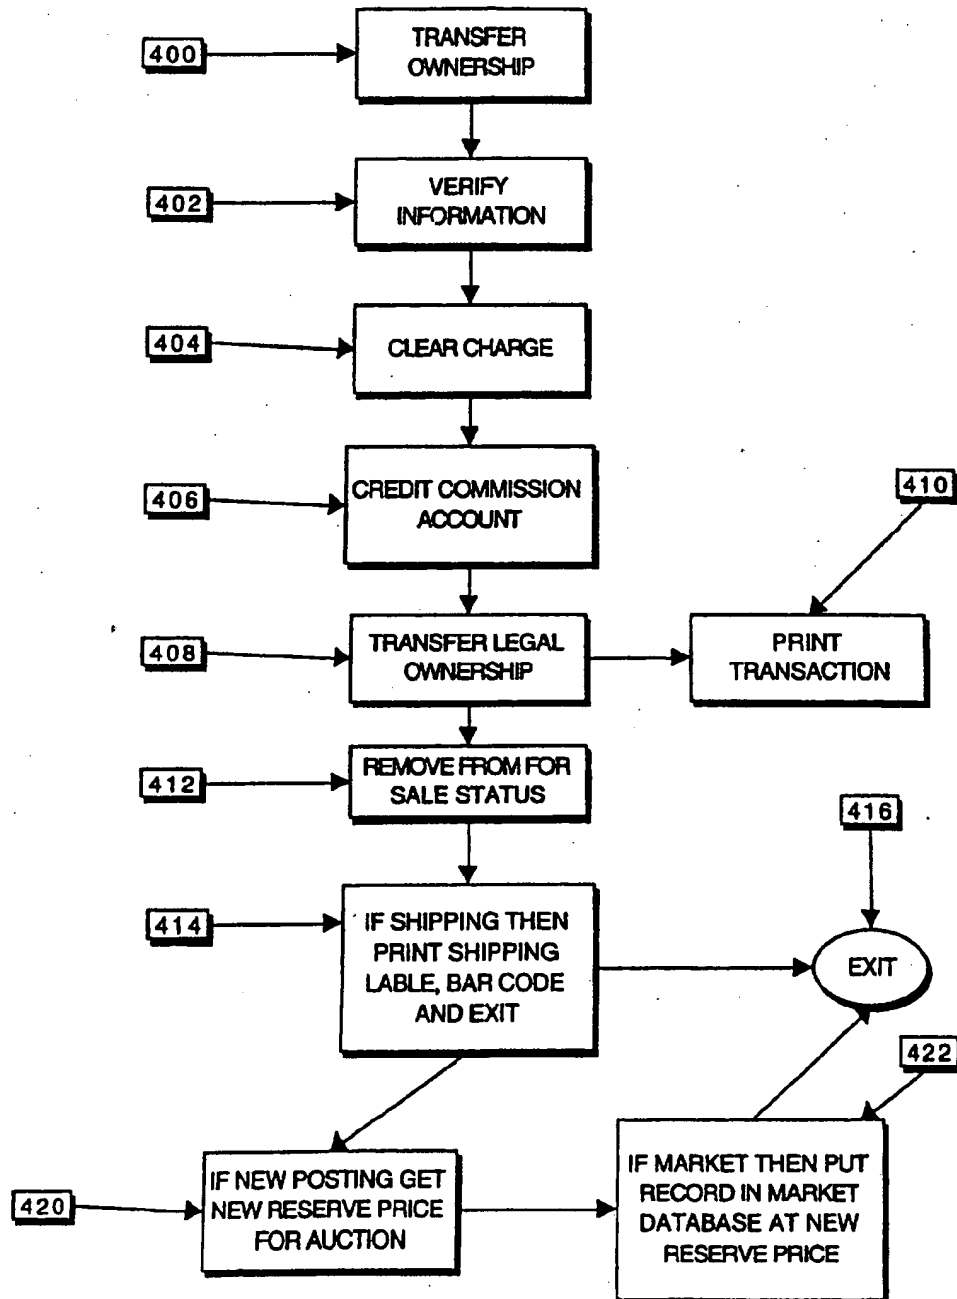 400
TRANSFER
OWNERSHIP
402
VERIFY
INFORMATION
404
CLEAR CHARGE
406
CREDIT COMMISSION
ACCOUNT
410
408
TRANSFER LEGAL
OWNERSHIP
PRINT
TRANSACTION
412
REMOVE FROM FOR
SALE STATUS
416
414
IF SHIPPING THEN
PRINT SHIPPING
LABLE, BAR CODE
AND EXIT
EXIT
422
420
IF NEW POSTING GET
NEW RESERVE PRICE
FOR AUCTION
IF MARKET THEN PUT
RECORD IN MARKET
DATABASE AT NEW
RESERVE PRICE